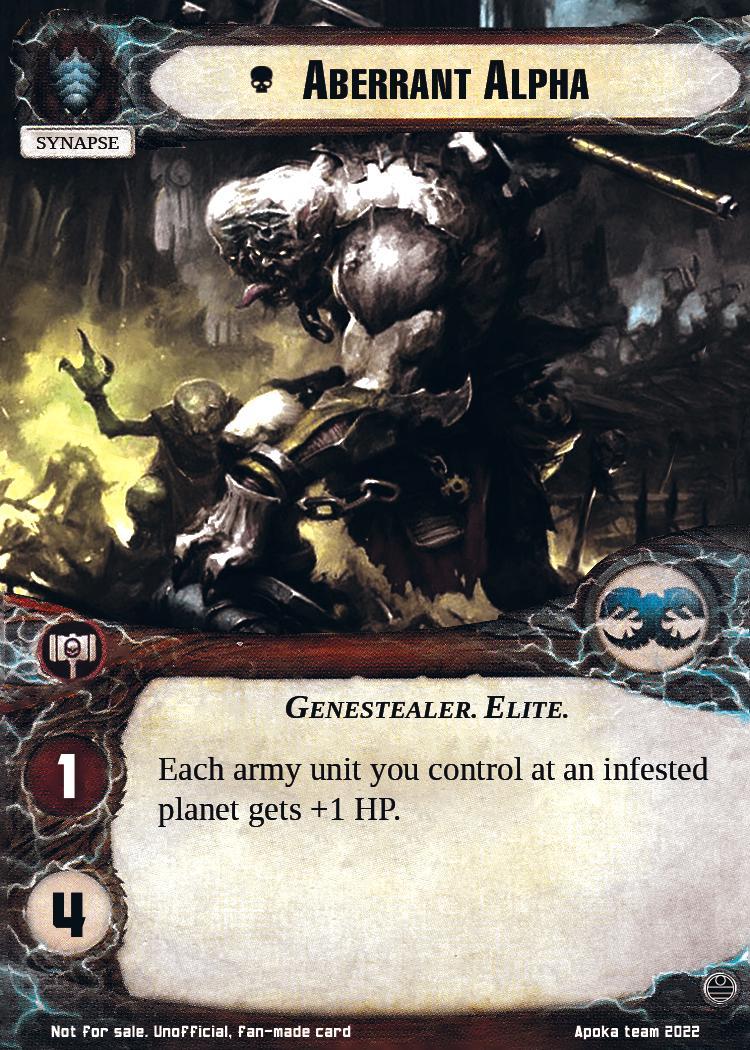 Aberrant Alpha
SYNAPSE
Genestealer. Elite.
Each army unit you control at an infested
planet gets +1 HP.
1
4
Not for sale. Unofficial, fan-made card
Apoka team 2022